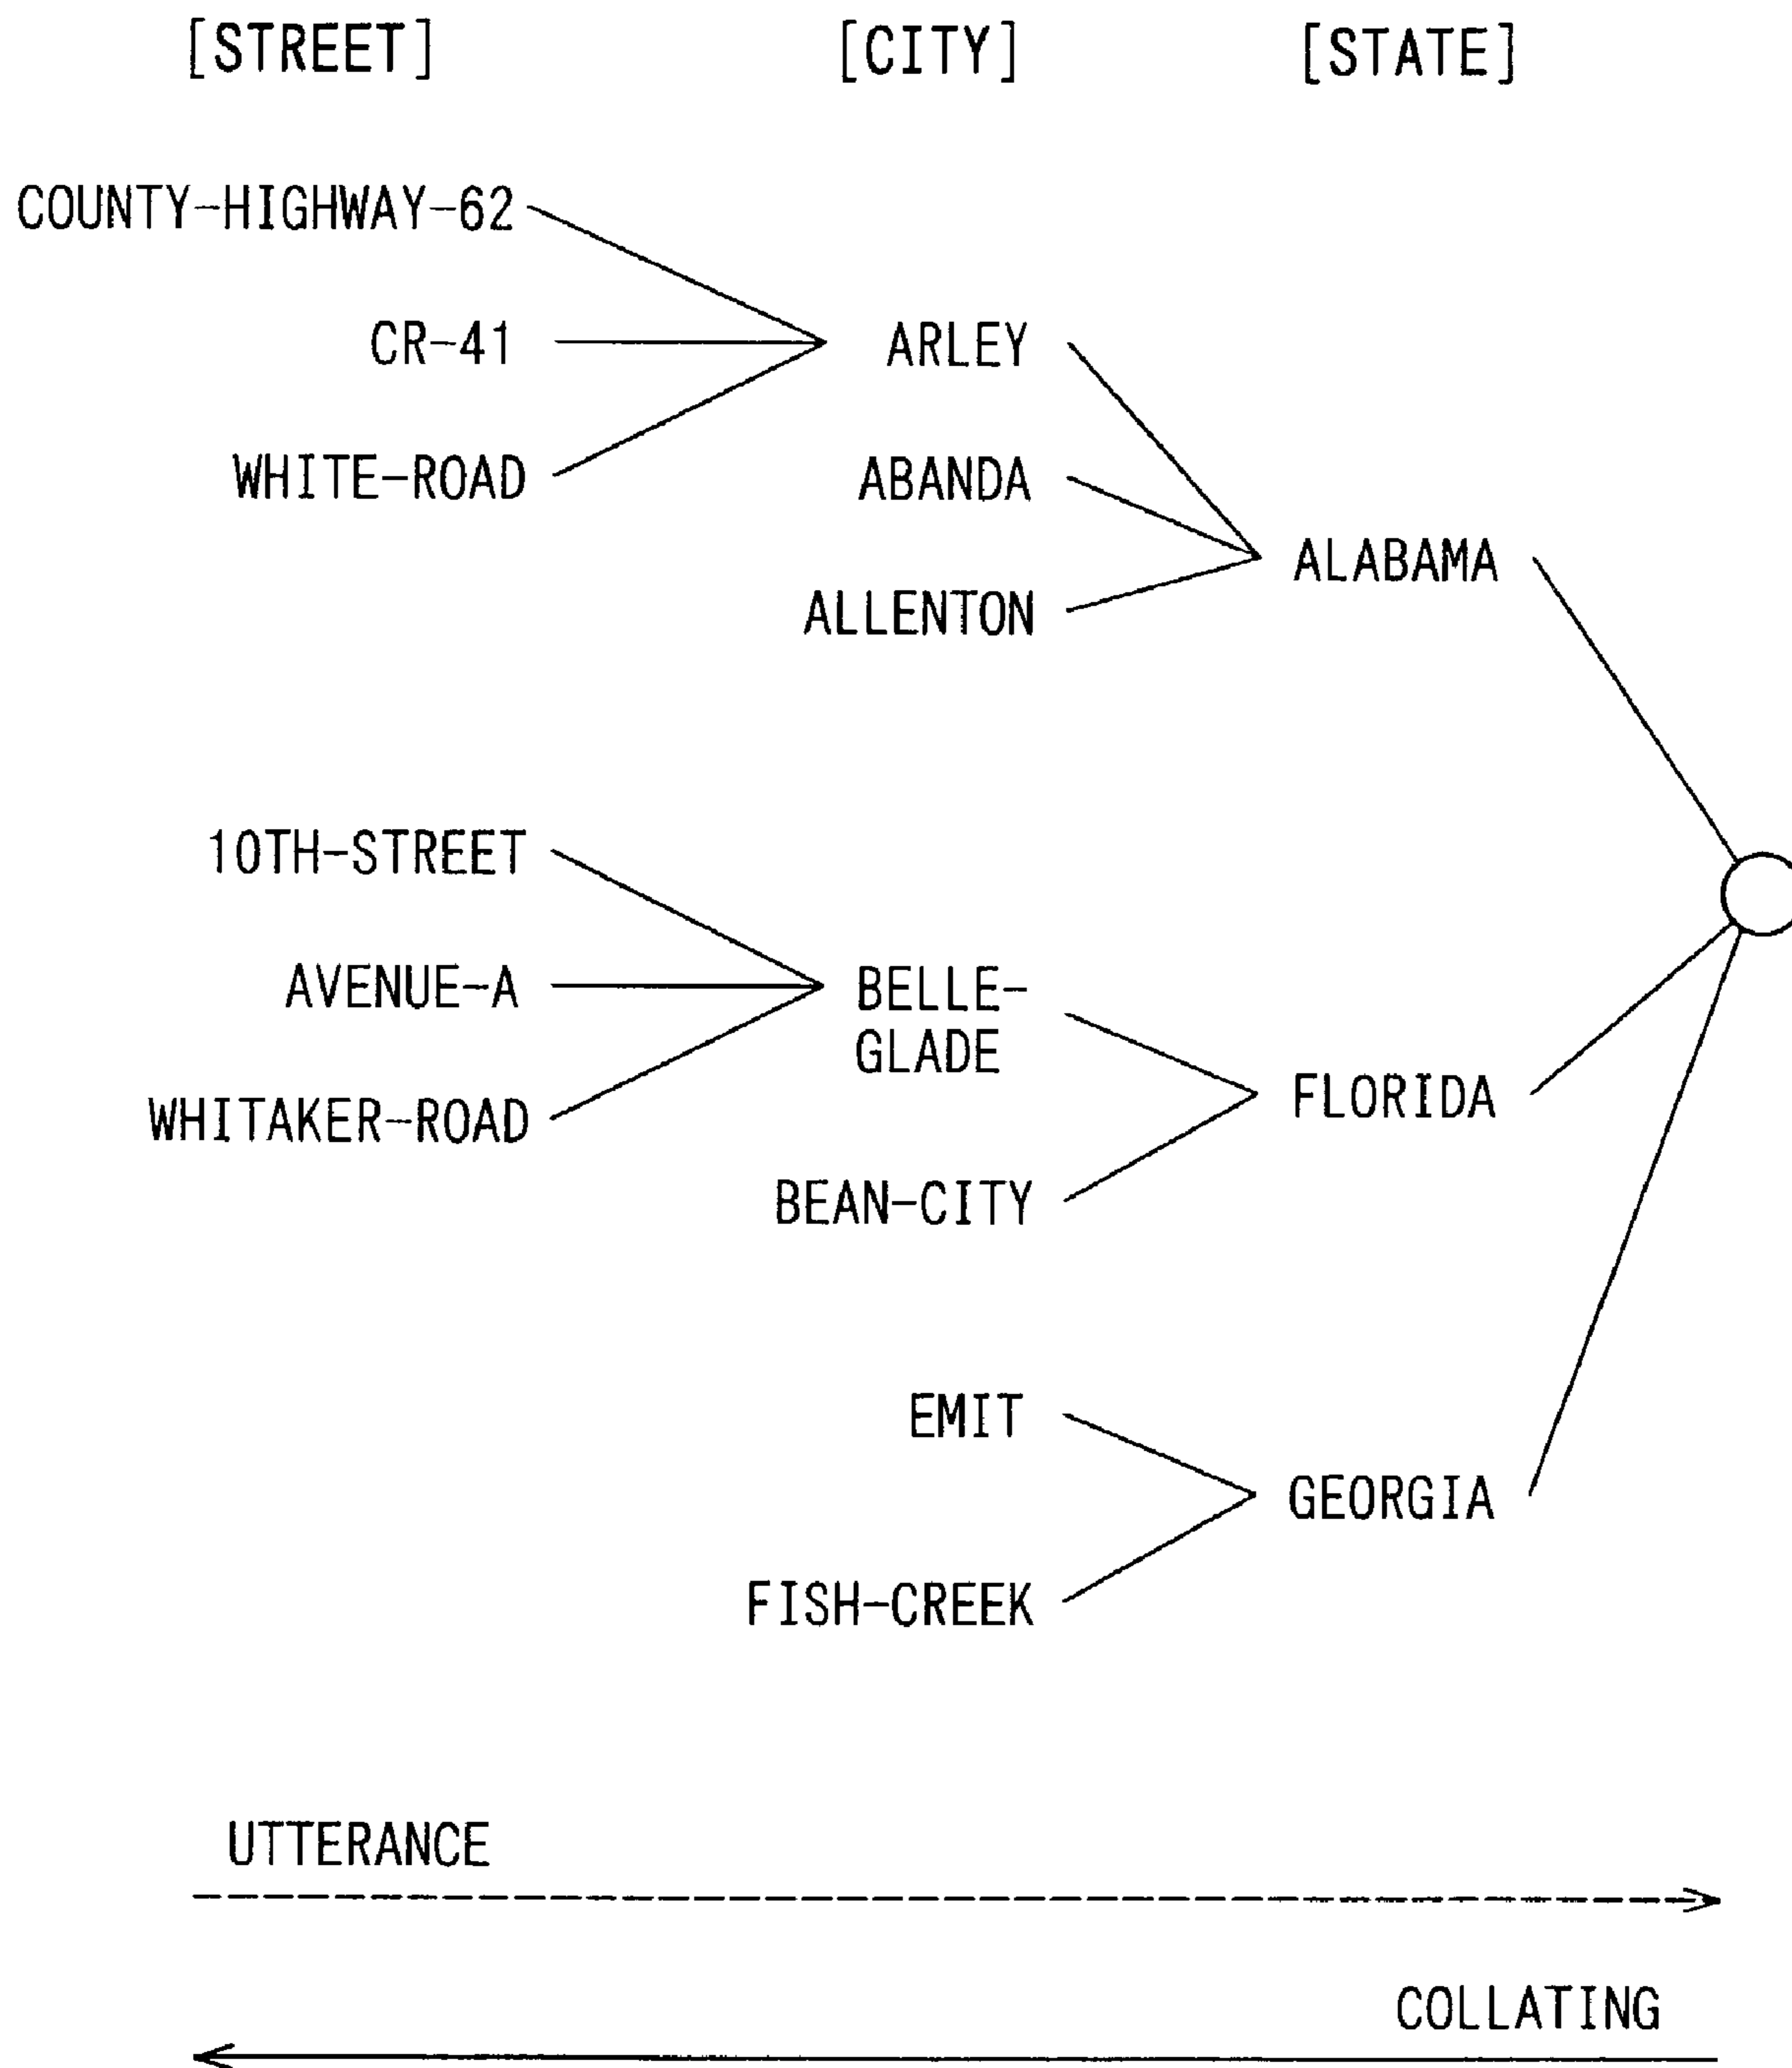 [STREET] [CITY] [STATE]
COUNTY-HIGHWAY-62
CR-41 ARLEY
WHITE-ROAD ABANDA
ALABAMA
ALLENTON
10TH-STREET
AVENUE-A BELLE-
GLADE
FLORIDA
WHITAKER-ROAD
BEAN-CITY
EMIT
GEORGIA
FISH-CREEK
UTTERANCE
COLLATING